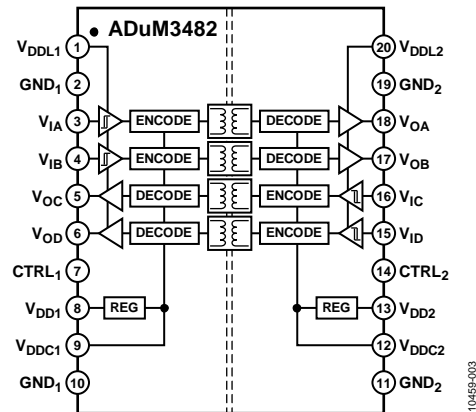 ADuM3482
VDDL1 1
20 VDDL2
GND1 2
19 GND2
VIA 3 ENCODE DECODE 18 VOA
VIB 4 ENCODE DECODE 17 VOB
VOC 5 DECODE ENCODE 16 VIC
VOD 6 DECODE ENCODE 15 VID
CTRL1 7
14 CTRL2
VDD1 8 REG REG 13 VDD2
VDDC1 9
12 VDDC2
GND1 10
11 GND2
10459-003